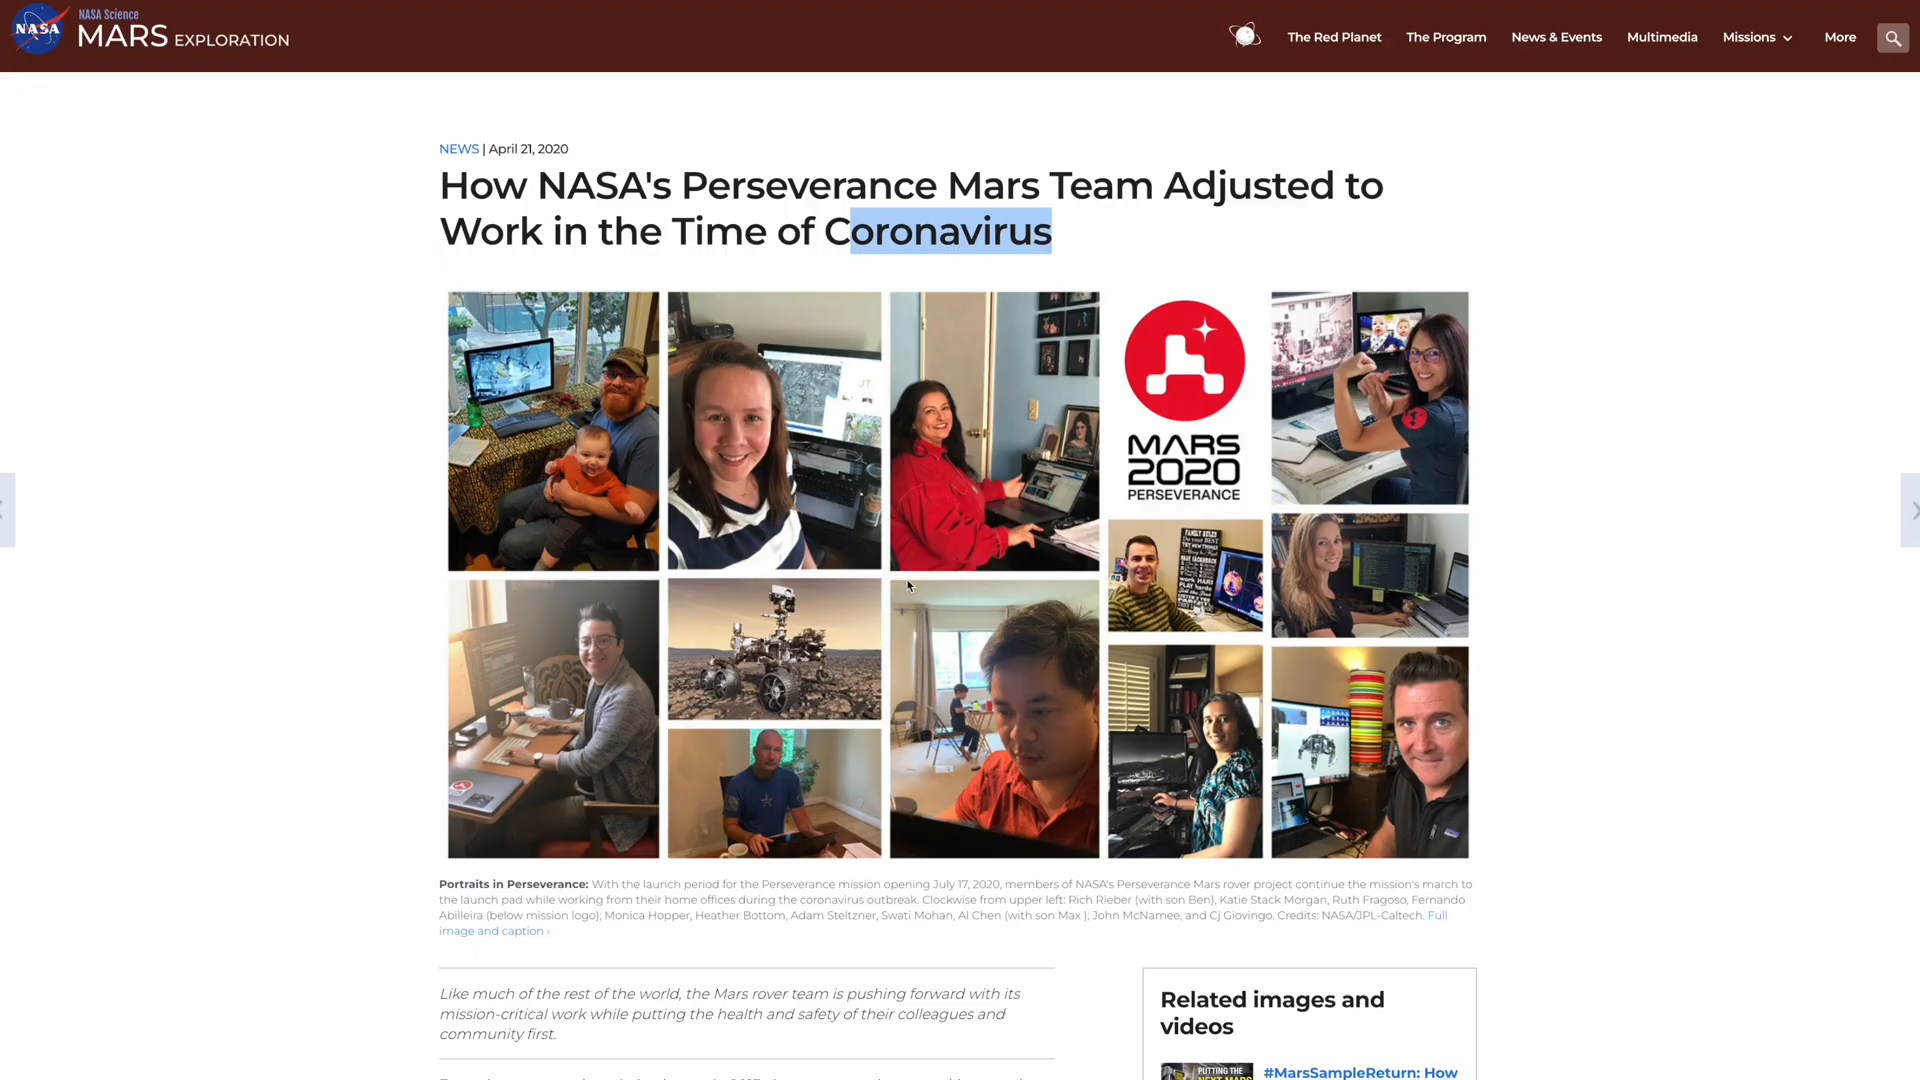 NASA
NASA Science
MARS EXPLORATION
The Red Planet
The Program
News & Events
Multimedia
Missions
More
NEWS | April 21, 2020
How NASA's Perseverance Mars Team Adjusted to
Work in the Time of Coronavirus
MARS
2020
PERSEVERANCE
FAMILY RULES
Portraits in Perseverance: With the launch period for the Perseverance mission opening July 17, 2020, members of NASA's Perseverance Mars rover project continue the mission's march to
the launch pad while working from their home offices during the coronavirus outbreak. Clockwise from upper left: Rich Rieber (with son Ben), Katie Stack Morgan, Ruth Fragoso, Fernando
Abilleira (below mission logo); Monica Hopper, Heather Bottom, Adam Steltzner, Swati Mohan, Al Chen (with son Max ); John McNamee, and Cj Giovingo. Credits: NASA/JPL-Caltech. Full
image and caption ›
Like much of the rest of the world, the Mars rover team is pushing forward with its
mission-critical work while putting the health and safety of their colleagues and
community first.
Related images and
videos
PUTTING THE
#MarsSampleReturn: How